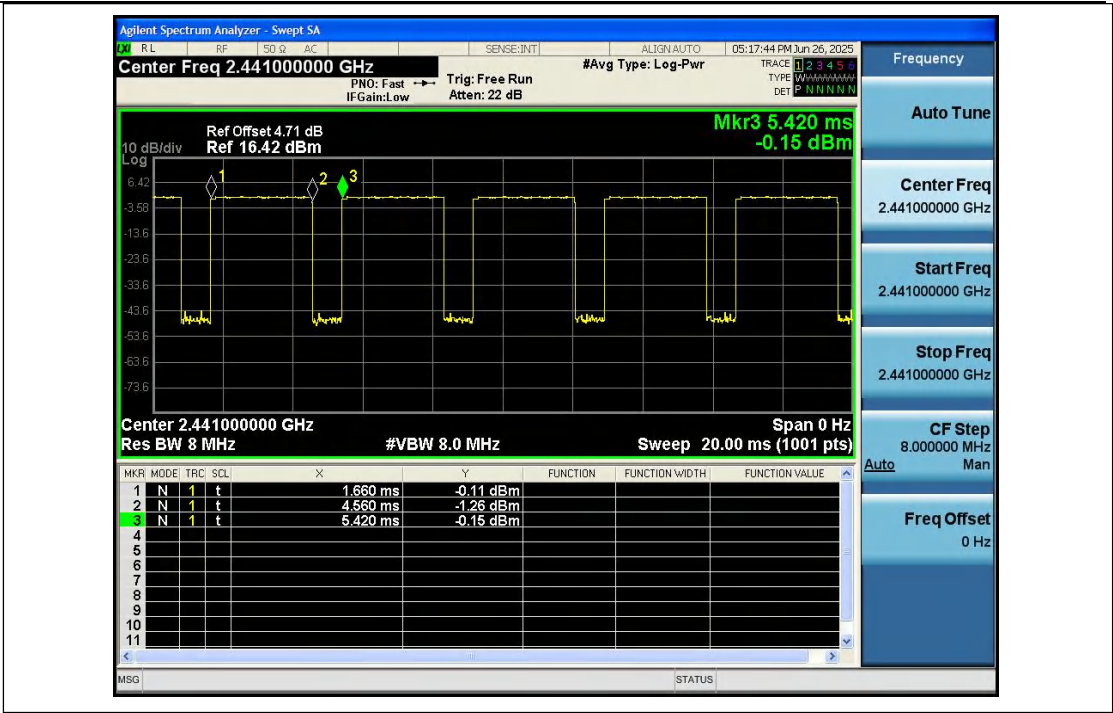 Agilent Spectrum Analyzer - Swept SA
LXI RL RF 50 Ω AC SENSE:INT ALIGN AUTO 05:17:44 PM Jun 26, 2025
Center Freq 2.441000000 GHz
#Avg Type: Log-Pwr
TRACE 1 2 3 4 5 6
PNO: Fast Trig: Free Run
TYPE
IFGain:Low Atten: 22 dB
DET P N N N N N
Mkr3 5.420 ms
-0.15 dBm
Ref Offset 4.71 dB
10 dB/div Ref 16.42 dBm
Log
1 2 3
6.42
-3.58
-13.6
-23.6
-33.6
-43.6
-53.6
-63.6
-73.6
Center 2.441000000 GHz Span 0 Hz
Res BW 8 MHz #VBW 8.0 MHz Sweep 20.00 ms (1001 pts)
MKR MODE TRC SCL X Y FUNCTION FUNCTION WIDTH FUNCTION VALUE
1 N 1 t 1.660 ms -0.11 dBm
2 N 1 t 4.560 ms -1.26 dBm
3 N 1 t 5.420 ms -0.15 dBm
4
5
6
7
8
9
10
11
MSG STATUS
Frequency
Auto Tune
Center Freq
2.441000000 GHz
Start Freq
2.441000000 GHz
Stop Freq
2.441000000 GHz
CF Step
8.000000 MHz
Auto Man
Freq Offset
0 Hz